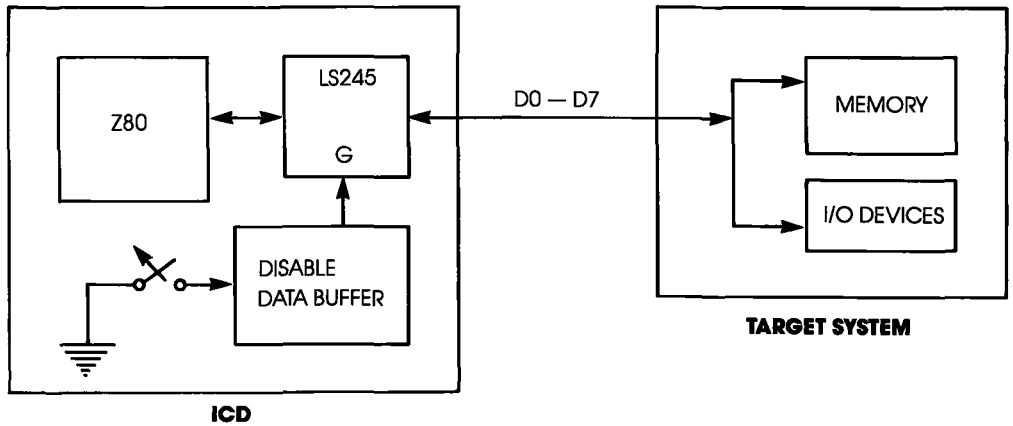 LS245
Z80
G
DISABLE
DATA BUFFER
ICD
D0 — D7
MEMORY
I/O DEVICES
TARGET SYSTEM